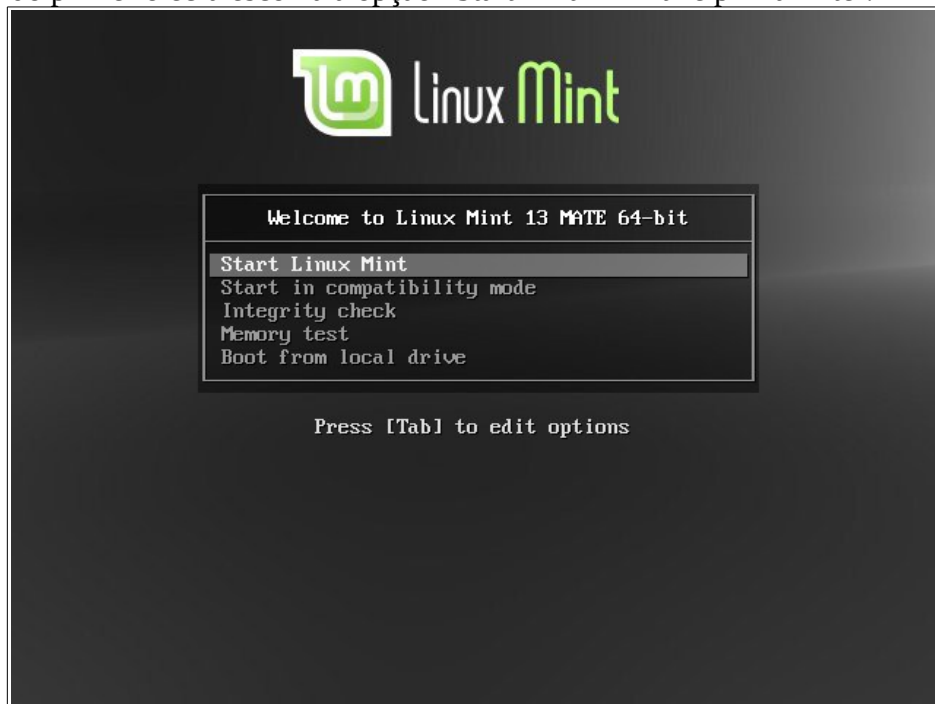 Linux Mint
Welcome to Linux Mint 13 MATE 64-bit
Start Linux Mint
Start in compatibility mode
Integrity check
Memory test
Boot from local drive
Press [Tab] to edit options